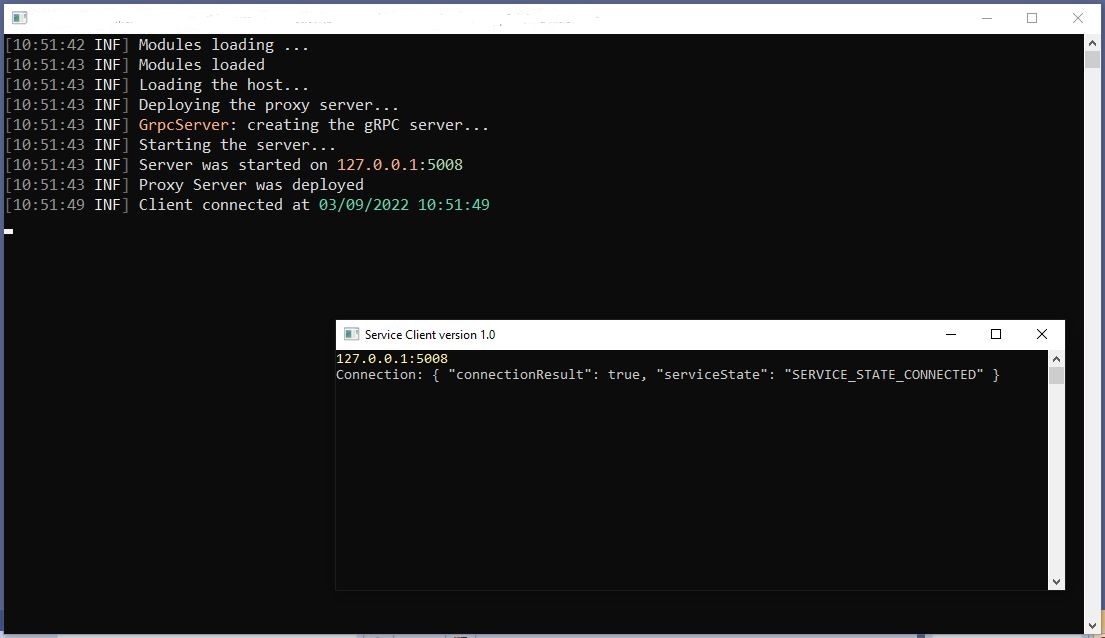 [10:51:42 INF] Modules loading ...
[10:51:43 INF] Modules loaded
[10:51:43 INF] Loading the host...
[10:51:43 INF] Deploying the proxy server...
[10:51:43 INF] GrpcServer: creating the gRPC server...
[10:51:43 INF] Starting the server...
[10:51:43 INF] Server was started on 127.0.0.1:5008
[10:51:43 INF] Proxy Server was deployed
[10:51:49 INF] Client connected at 03/09/2022 10:51:49
Service Client version 1.0
127.0.0.1:5008
Connection: { "connectionResult": true, "serviceState": "SERVICE_STATE_CONNECTED" }